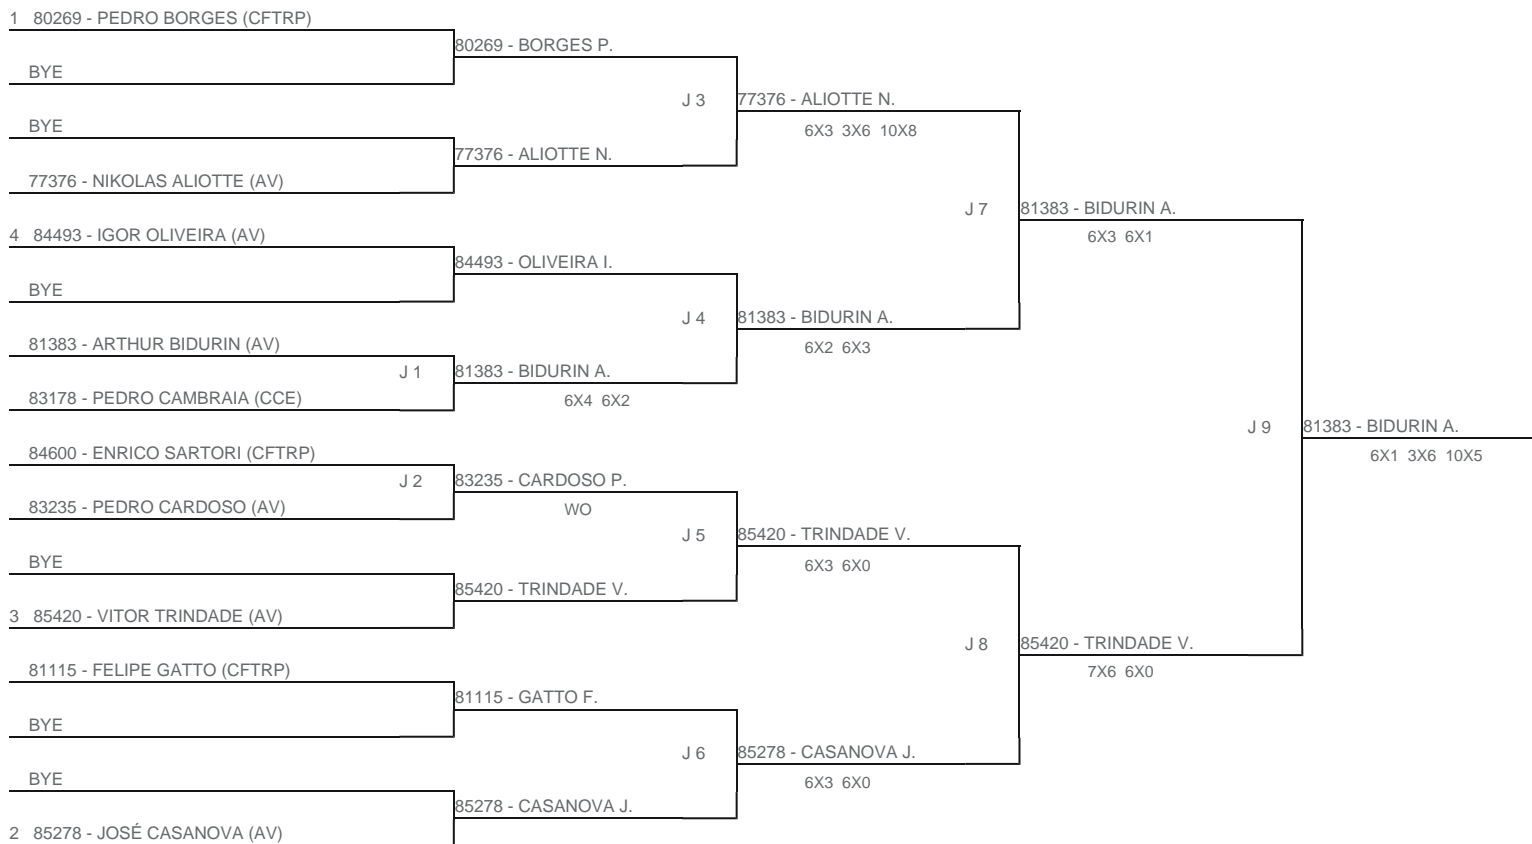 1 80269 - PEDRO BORGES (CFTRP)
80269 - BORGES P.
BYE
J 3
77376 - ALIOTTE N.
BYE
6X3 3X6 10X8
77376 - ALIOTTE N.
77376 - NIKOLAS ALIOTTE (AV)
J 7
81383 - BIDURIN A.
4 84493 - IGOR OLIVEIRA (AV)
6X3 6X1
84493 - OLIVEIRA I.
BYE
J 4
81383 - BIDURIN A.
81383 - ARTHUR BIDURIN (AV)
6X2 6X3
J 1
81383 - BIDURIN A.
83178 - PEDRO CAMBRAIA (CCE)
6X4 6X2
J 9
81383 - BIDURIN A.
84600 - ENRICO SARTORI (CFTRP)
6X1 3X6 10X5
J 2
83235 - CARDOSO P.
83235 - PEDRO CARDOSO (AV)
WO
J 5
85420 - TRINDADE V.
BYE
6X3 6X0
85420 - TRINDADE V.
3 85420 - VITOR TRINDADE (AV)
J 8
85420 - TRINDADE V.
81115 - FELIPE GATTO (CFTRP)
7X6 6X0
81115 - GATTO F.
BYE
J 6
85278 - CASANOVA J.
BYE
6X3 6X0
85278 - CASANOVA J.
2 85278 - JOSÉ CASANOVA (AV)